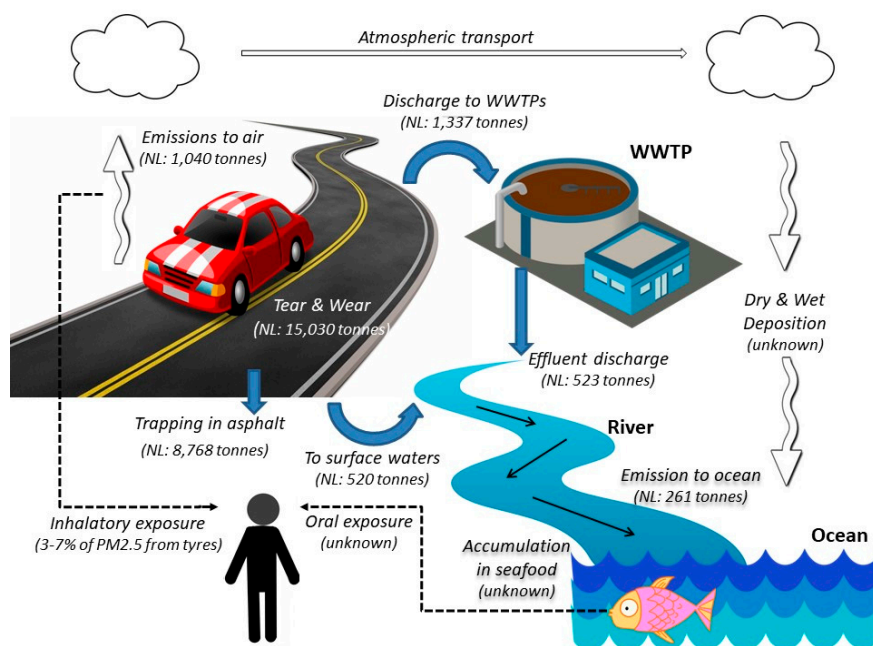 Atmospheric transport
Discharge to WWTPs
(NL: 1,337 tonnes)
Emissions to air
(NL: 1,040 tonnes)
WWTP
Tear & Wear
(NL: 15,030 tonnes)
Dry & Wet
Deposition
(unknown)
Effluent discharge
(NL: 523 tonnes)
Trapping in asphalt
(NL: 8,768 tonnes)
River
To surface waters
(NL: 520 tonnes)
Emission to ocean
(NL: 261 tonnes)
Inhalatory exposure
(3-7% of PM2.5 from tyres)
Oral exposure
(unknown)
Ocean
Accumulation
in seafood
(unknown)